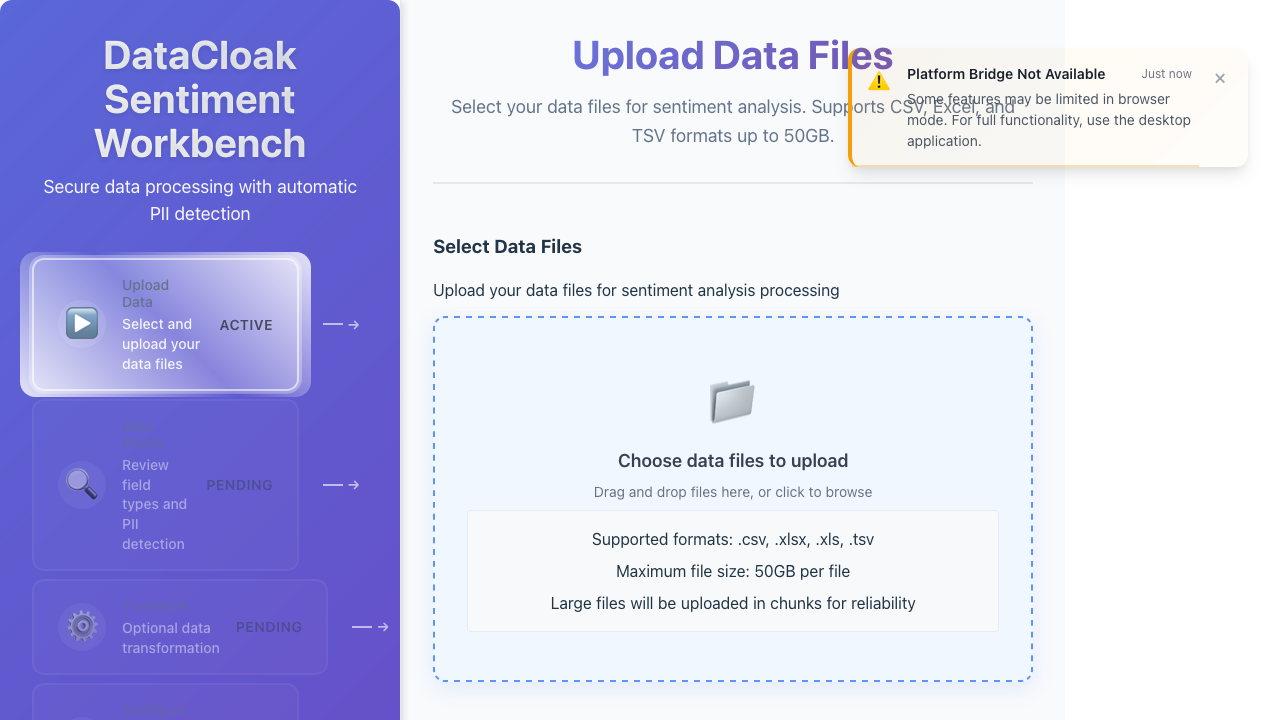 DataCloak
Sentiment
Workbench
Secure data processing with automatic
PII detection
Upload
Data
Select and
upload your
data files
ACTIVE
Data
Profile
Review
field
types and
PII
detection
PENDING
Optional data
transformation
PENDING
Upload Data Files
Select your data files for sentiment analysis. Supports CSV, Excel, and
TSV formats up to 50GB.
Platform Bridge Not Available
Just now
Some features may be limited in browser
mode. For full functionality, use the desktop
application.
Select Data Files
Upload your data files for sentiment analysis processing
Choose data files to upload
Drag and drop files here, or click to browse
Supported formats: .csv, .xlsx, .xls, .tsv
Maximum file size: 50GB per file
Large files will be uploaded in chunks for reliability